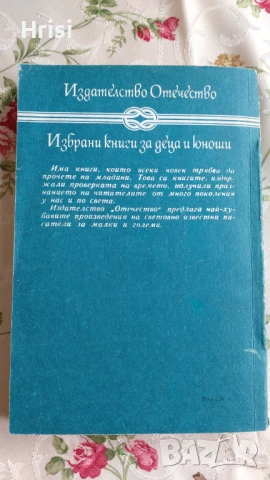 Hrisi
Издателство Отечество
Избрани книги за деца и юноши
Има книги, които всеки човек трябва да
прочете на младини. Това са книгите, издър-
жали проверката на времето, получили приз-
нанието на читателите от много поколения
у нас и по света.
Издателство „Отечество" предлага най-ху-
бавите произведения на световно известни пи-
сатели за малки и големи.
bazar
БГ